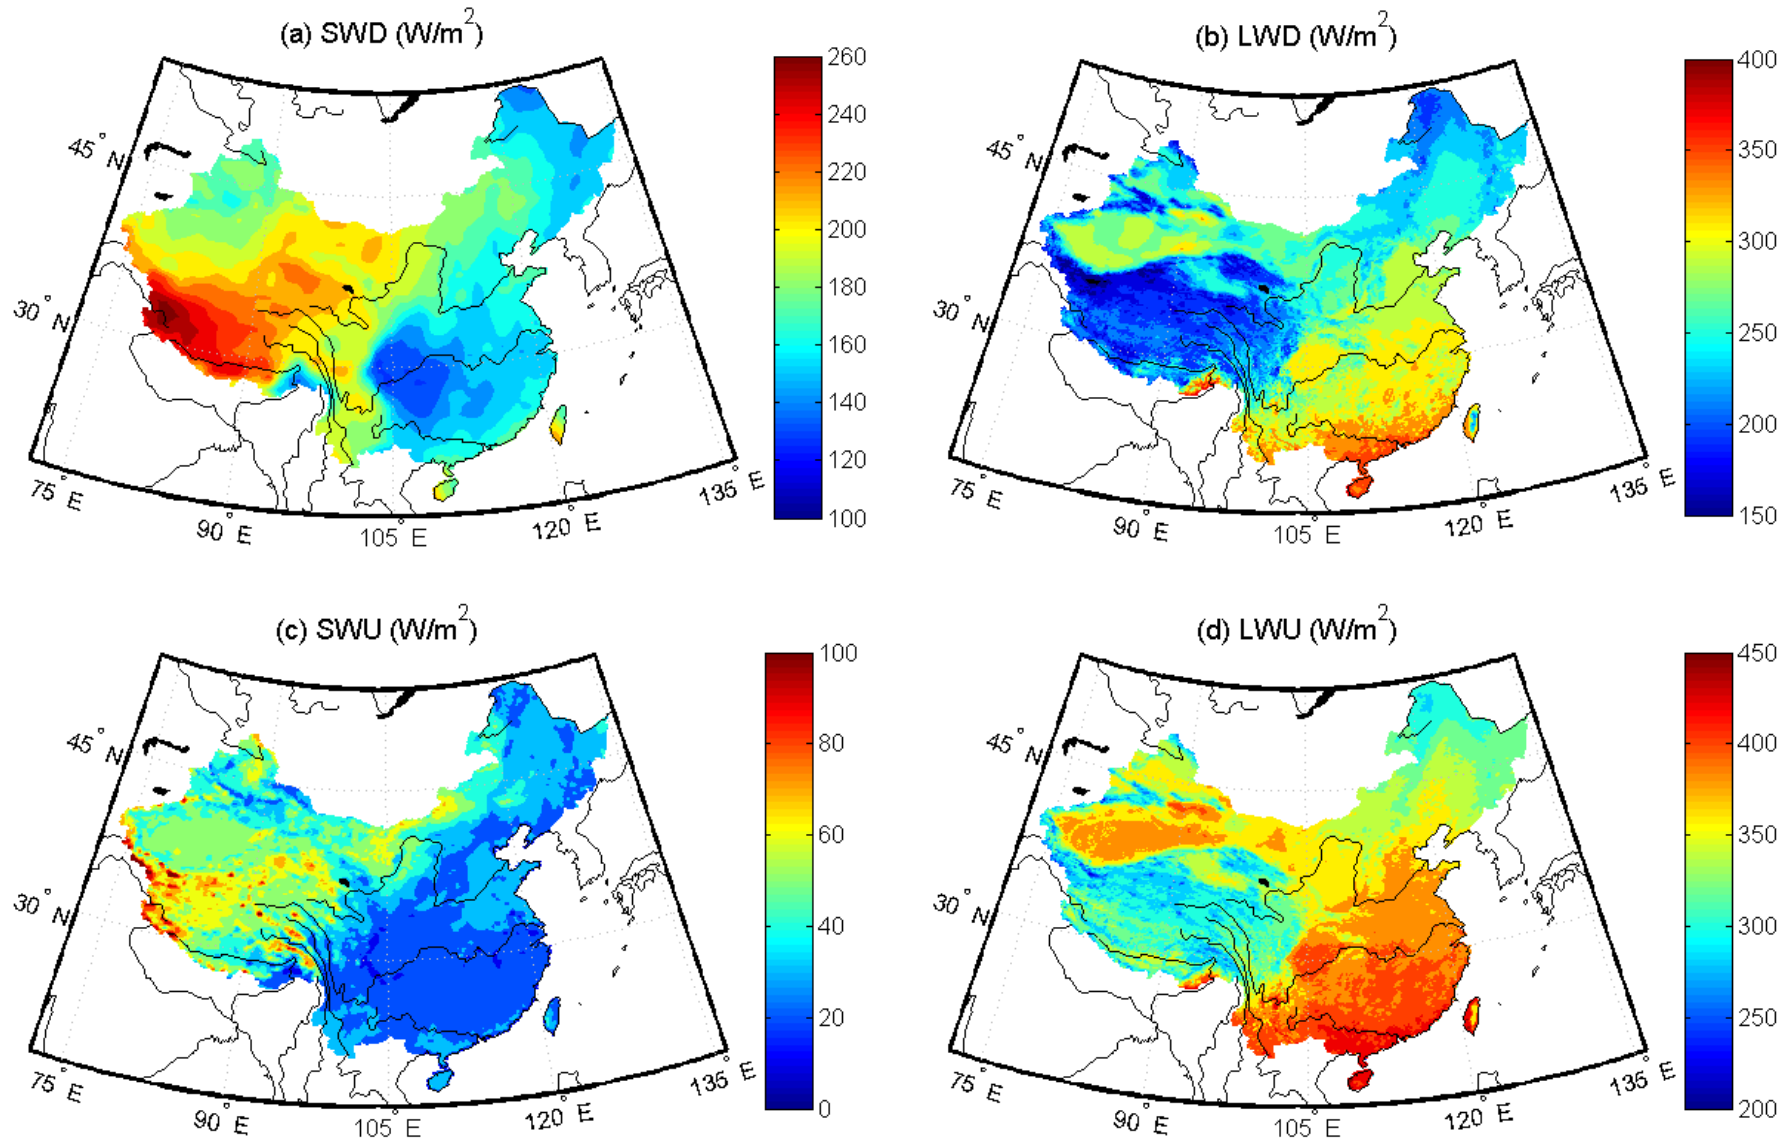 (a) SWD (W/m²)
260
240
220
200
180
160
140
120
100
45° N
30° N
75° E
90° E
105° E
120° E
135° E
(b) LWD (W/m²)
400
350
300
250
200
150
45° N
30° N
75° E
90° E
105° E
120° E
135° E
(c) SWU (W/m²)
100
80
60
40
20
0
45° N
30° N
75° E
90° E
105° E
120° E
135° E
(d) LWU (W/m²)
450
400
350
300
250
200
45° N
30° N
75° E
90° E
105° E
120° E
135° E